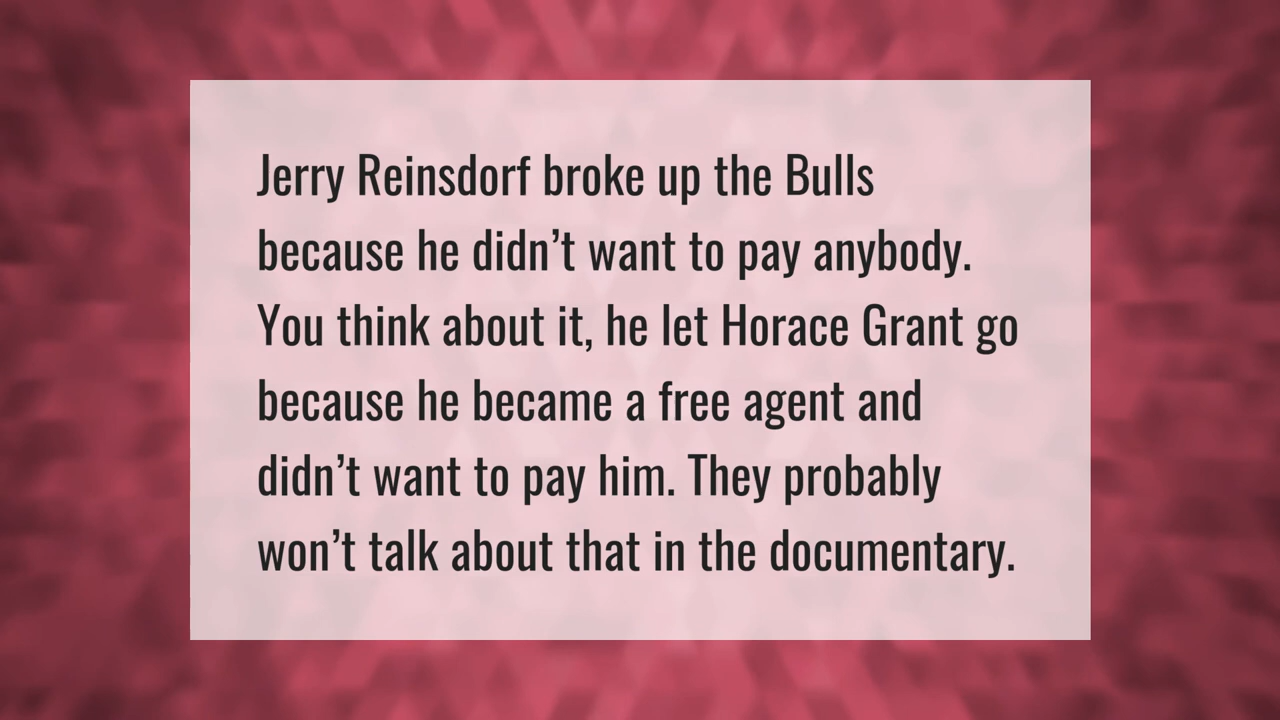 Jerry Reinsdorf broke up the Bulls
because he didn’t want to pay anybody.
You think about it, he let Horace Grant go
because he became a free agent and
didn’t want to pay him. They probably
won’t talk about that in the documentary.